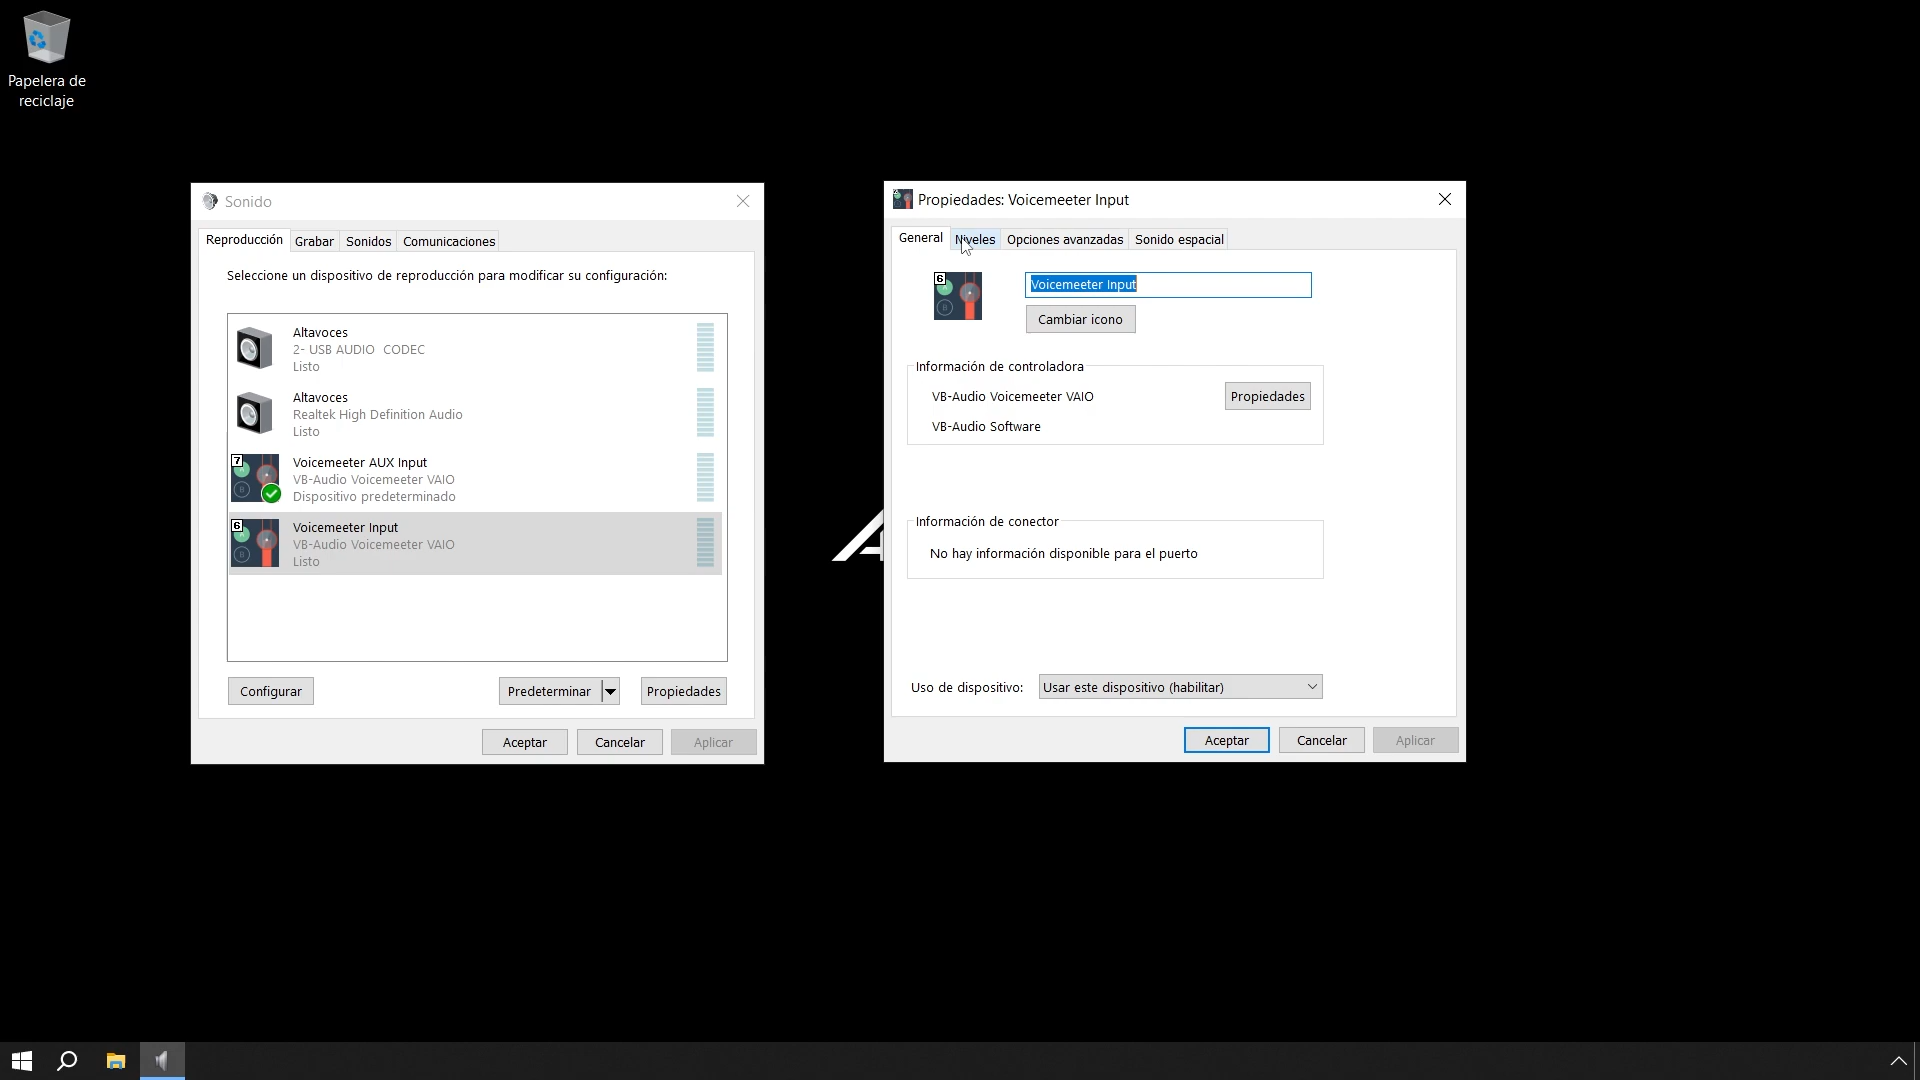 Papelera de
reciclaje
Sonido
Reproducción
Grabar
Sonidos
Comunicaciones
Seleccione un dispositivo de reproducción para modificar su configuración:
Altavoces
2- USB AUDIO  CODEC
Listo
Altavoces
Realtek High Definition Audio
Listo
7
B
Voicemeeter AUX Input
VB-Audio Voicemeeter VAIO
Dispositivo predeterminado
6
B
Voicemeeter Input
VB-Audio Voicemeeter VAIO
Listo
Configurar
Predeterminar
Propiedades
Aceptar
Cancelar
Aplicar
Propiedades: Voicemeeter Input
General
Niveles
Opciones avanzadas
Sonido espacial
6
B
Voicemeeter Input
Cambiar icono
Información de controladora
VB-Audio Voicemeeter VAIO
Propiedades
VB-Audio Software
Información de conector
No hay información disponible para el puerto
Uso de dispositivo:
Usar este dispositivo (habilitar)
Aceptar
Cancelar
Aplicar